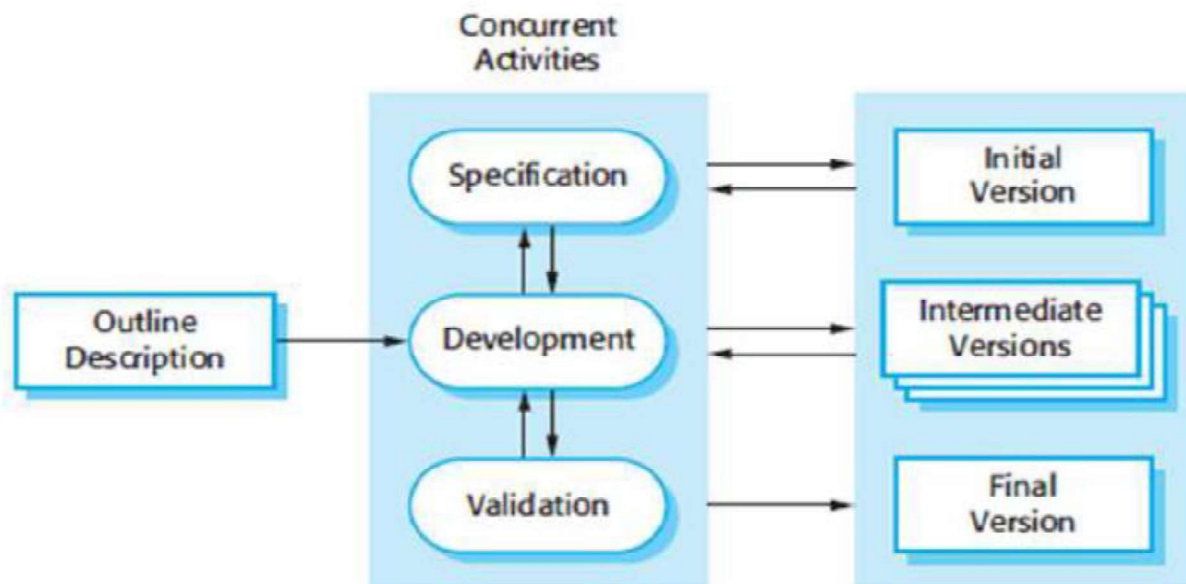 Concurrent
Activities
Specification
Initial
Version
Outline
Description
Development
Intermediate
Versions
Validation
Final
Version